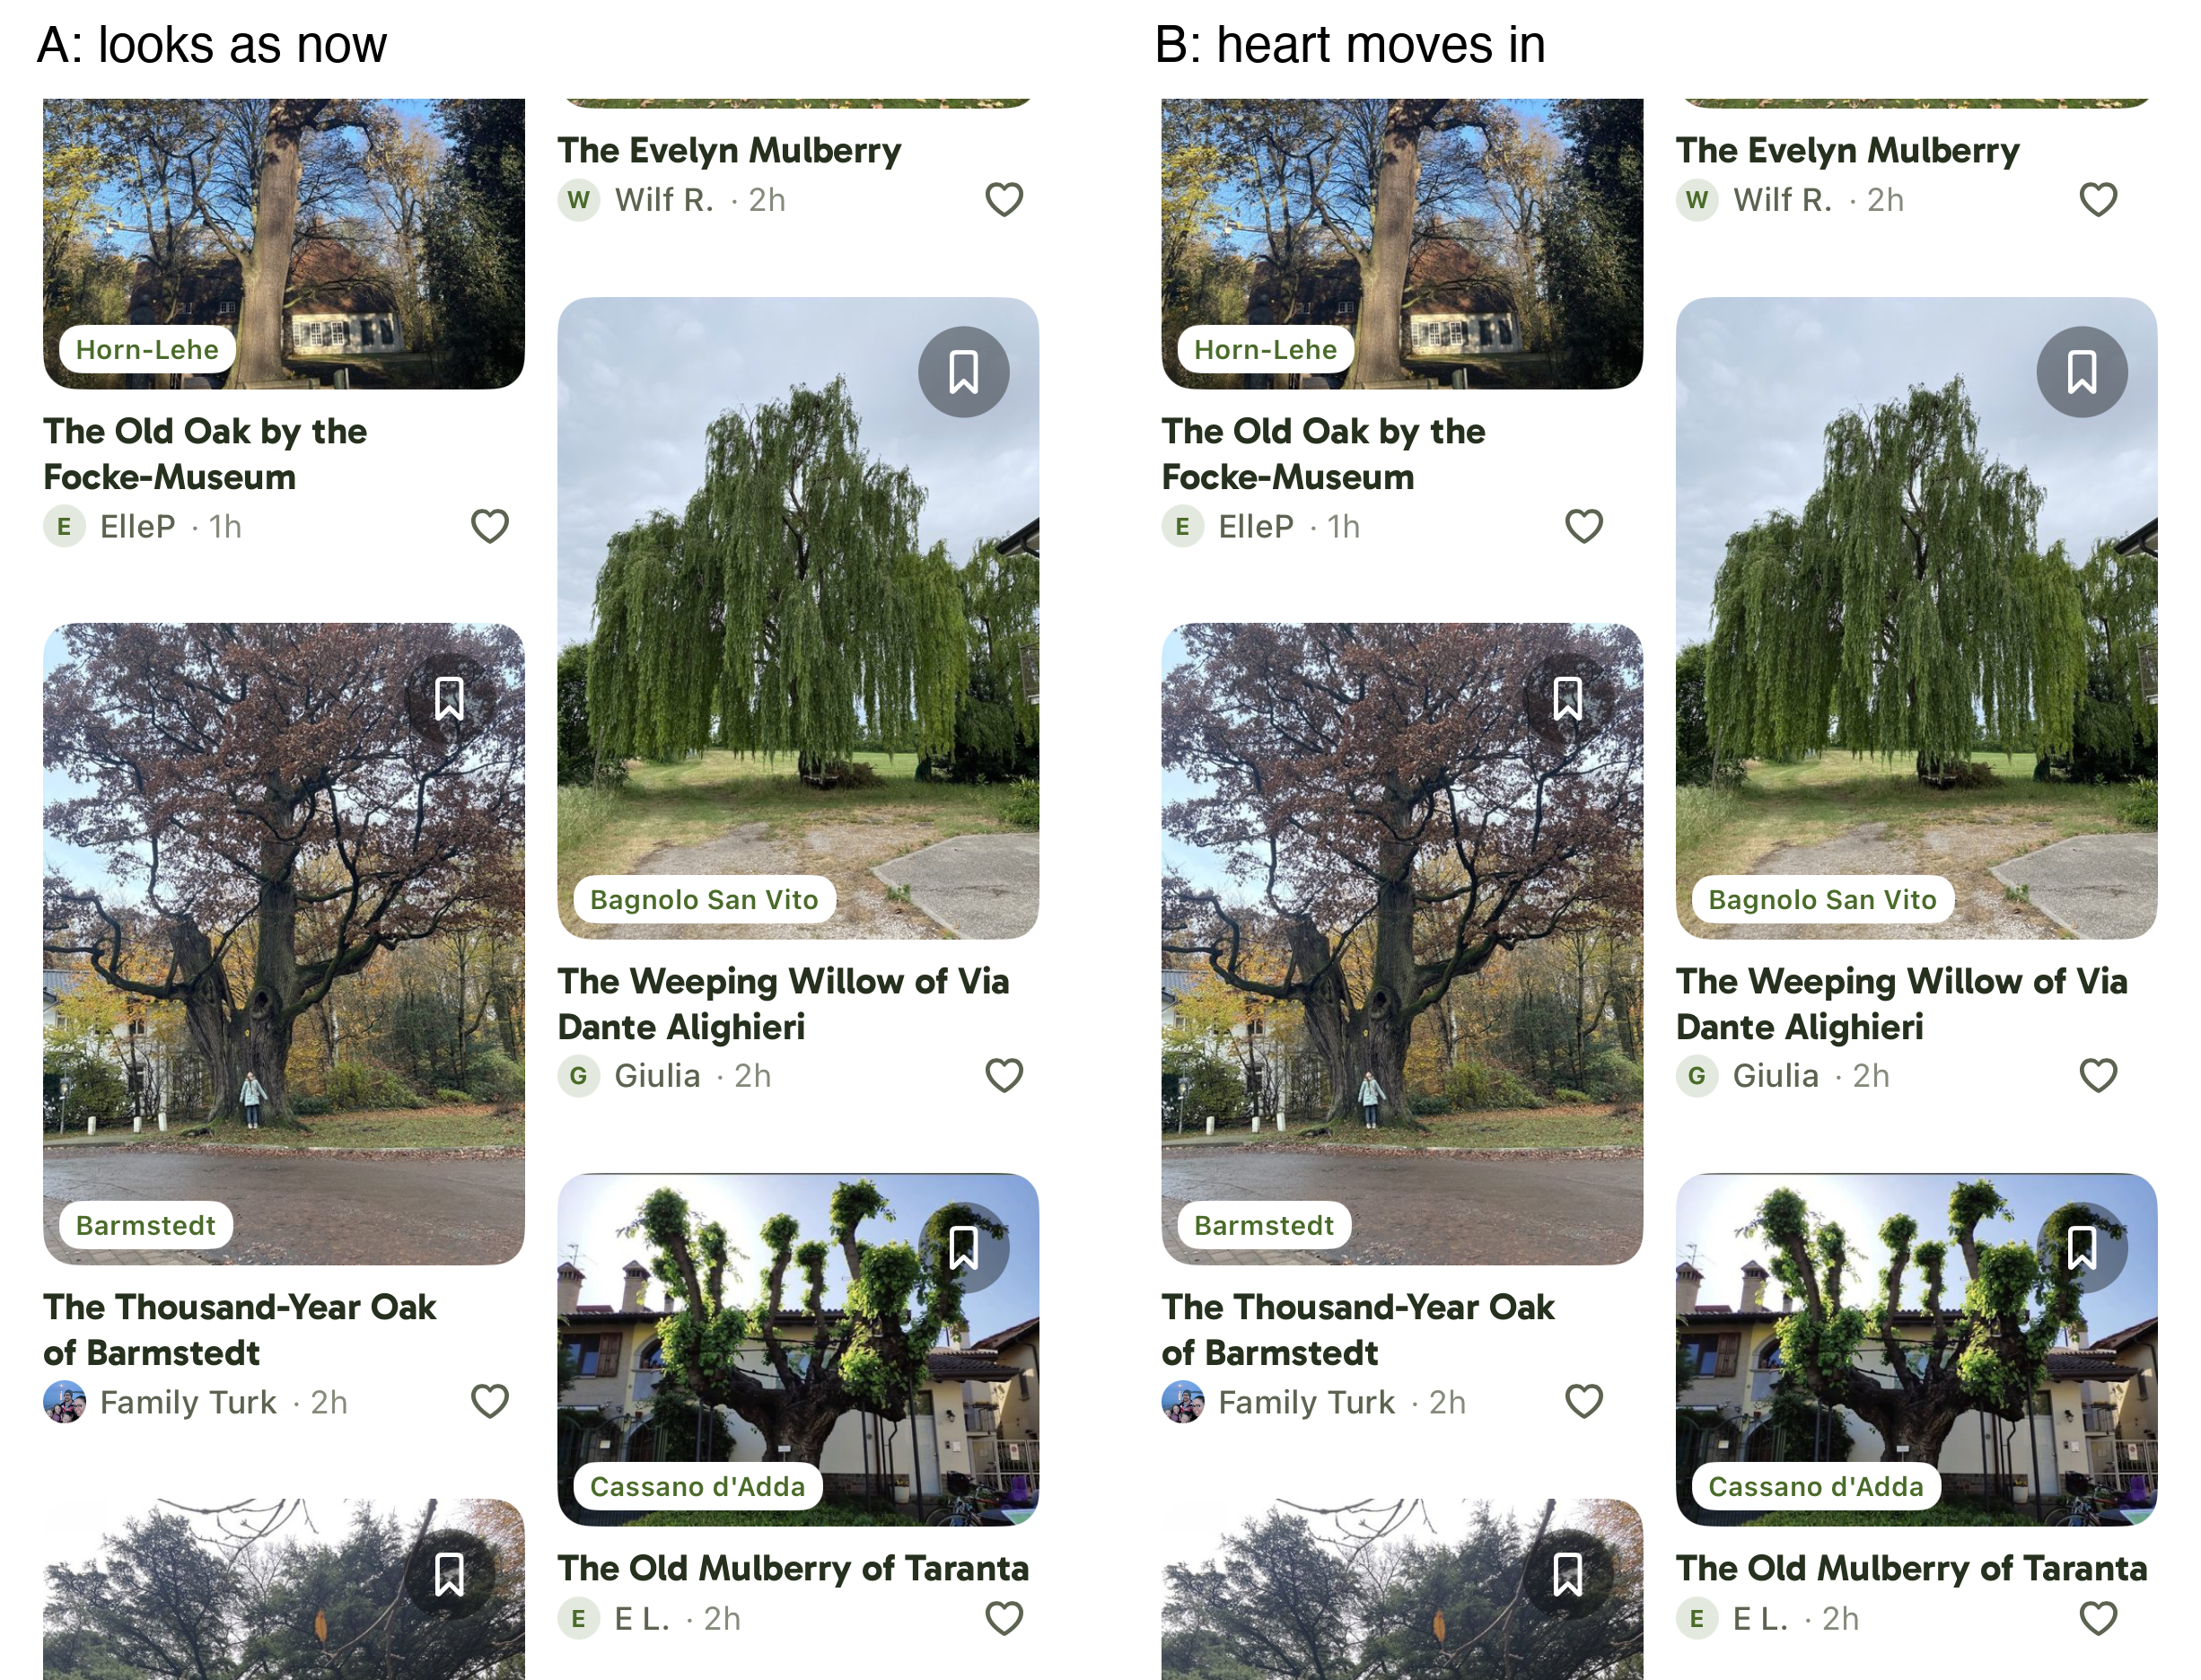 A: looks as now
Horn-Lehe
The Old Oak by the
Focke-Museum
E ElleP · 1h
Barmstedt
The Thousand-Year Oak
of Barmstedt
Family Turk · 2h
The Evelyn Mulberry
W Wilf R. · 2h
Bagnolo San Vito
The Weeping Willow of Via
Dante Alighieri
G Giulia · 2h
Cassano d'Adda
The Old Mulberry of Taranta
E E L. · 2h
B: heart moves in
Horn-Lehe
The Old Oak by the
Focke-Museum
E ElleP · 1h
Barmstedt
The Thousand-Year Oak
of Barmstedt
Family Turk · 2h
The Evelyn Mulberry
W Wilf R. · 2h
Bagnolo San Vito
The Weeping Willow of Via
Dante Alighieri
G Giulia · 2h
Cassano d'Adda
The Old Mulberry of Taranta
E E L. · 2h